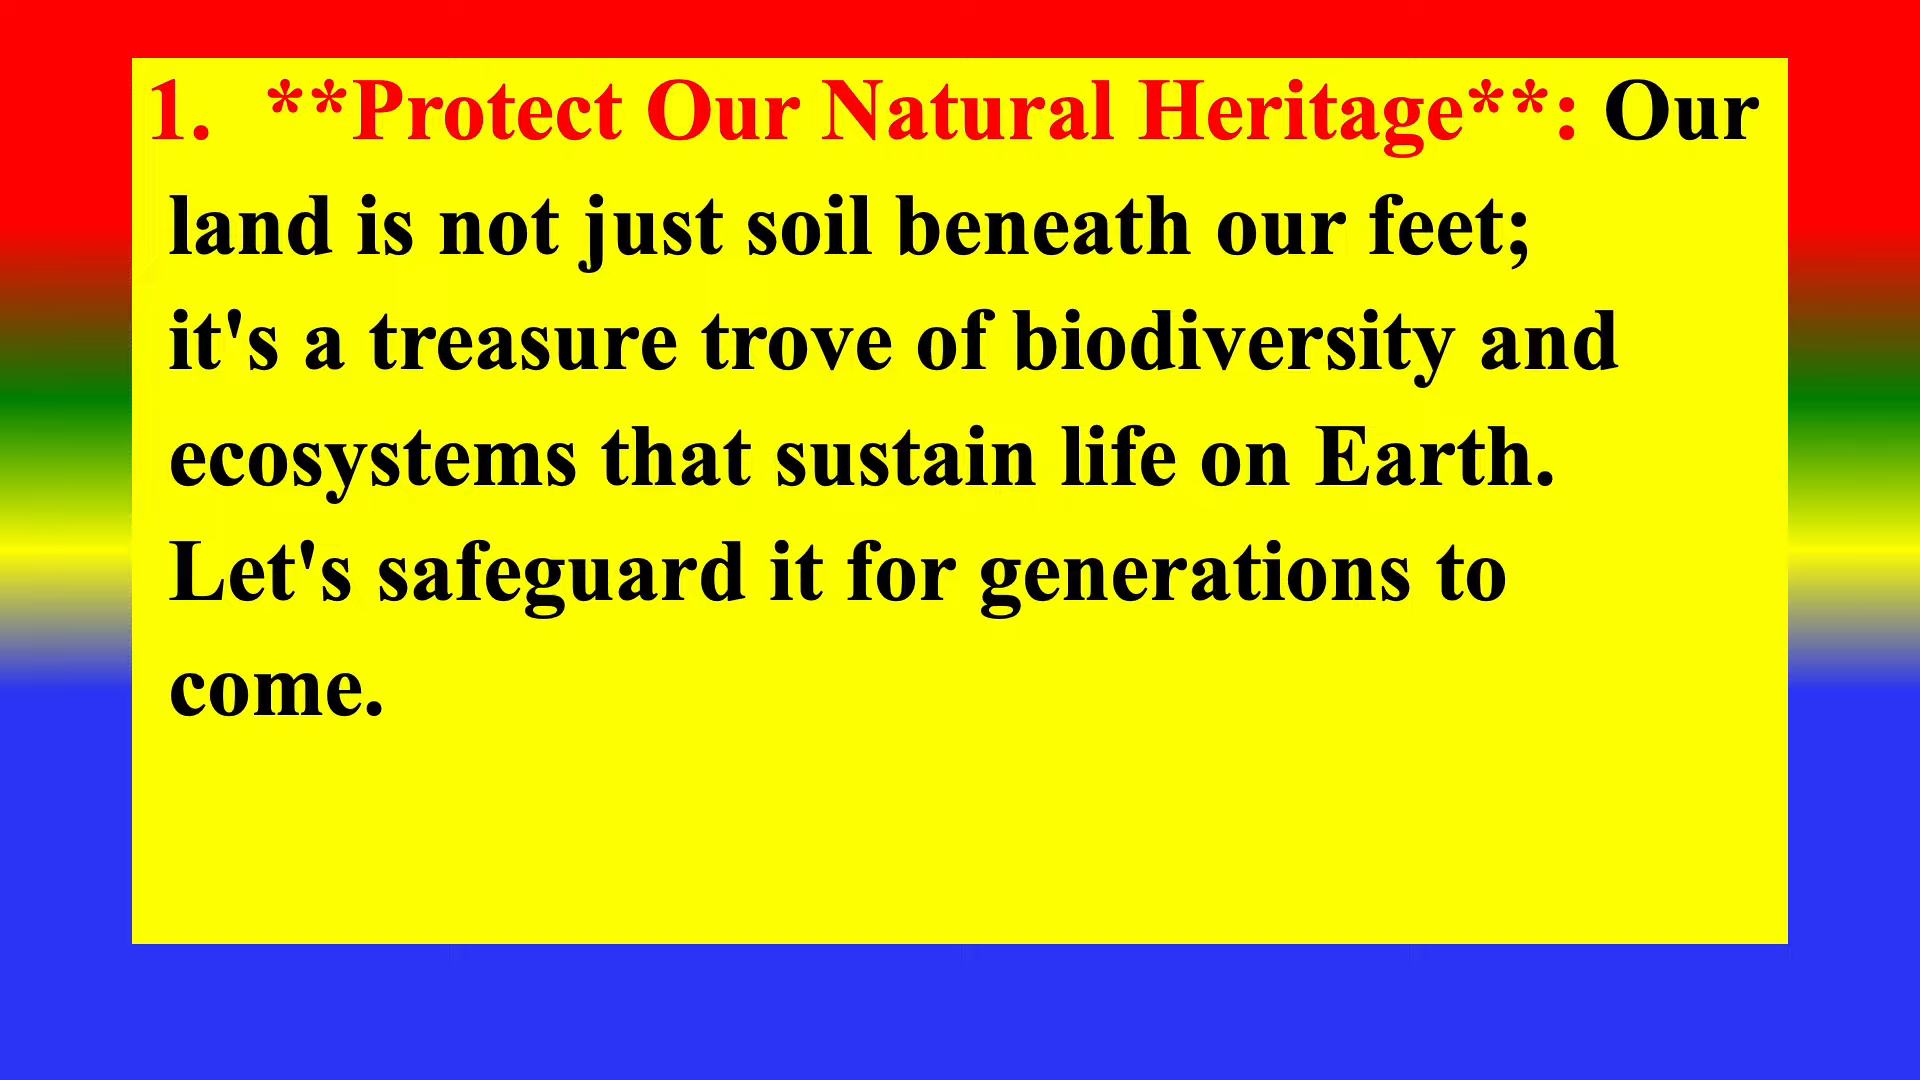 1. **Protect Our Natural Heritage**: Our
land is not just soil beneath our feet;
it's a treasure trove of biodiversity and
ecosystems that sustain life on Earth.
Let's safeguard it for generations to
come.